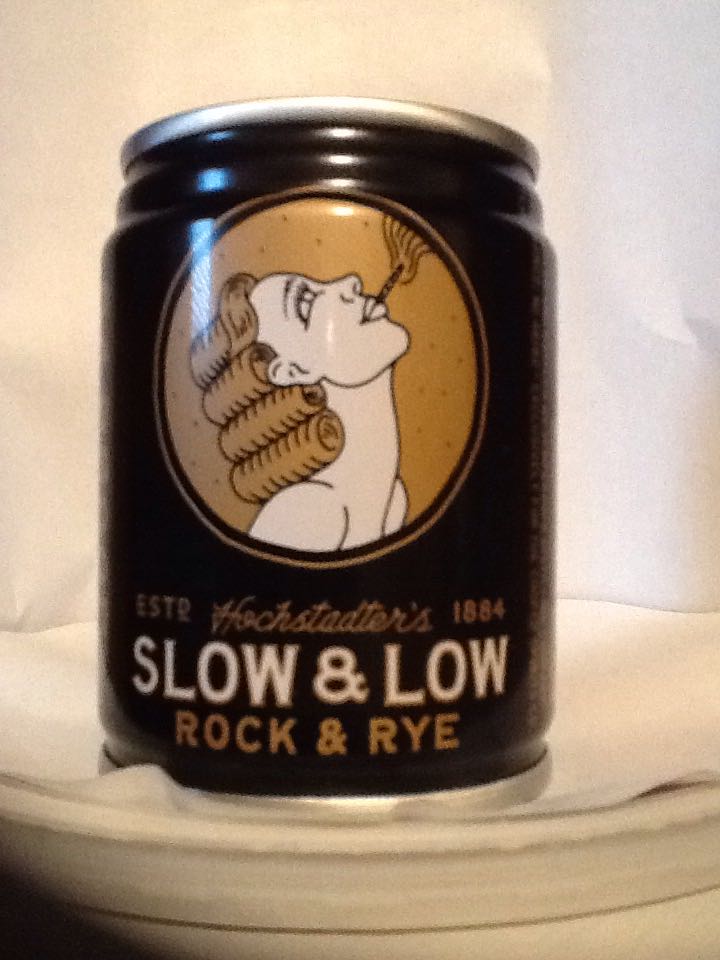 ESTD Hochstadter's 1884
SLOW & LOW
ROCK & RYE